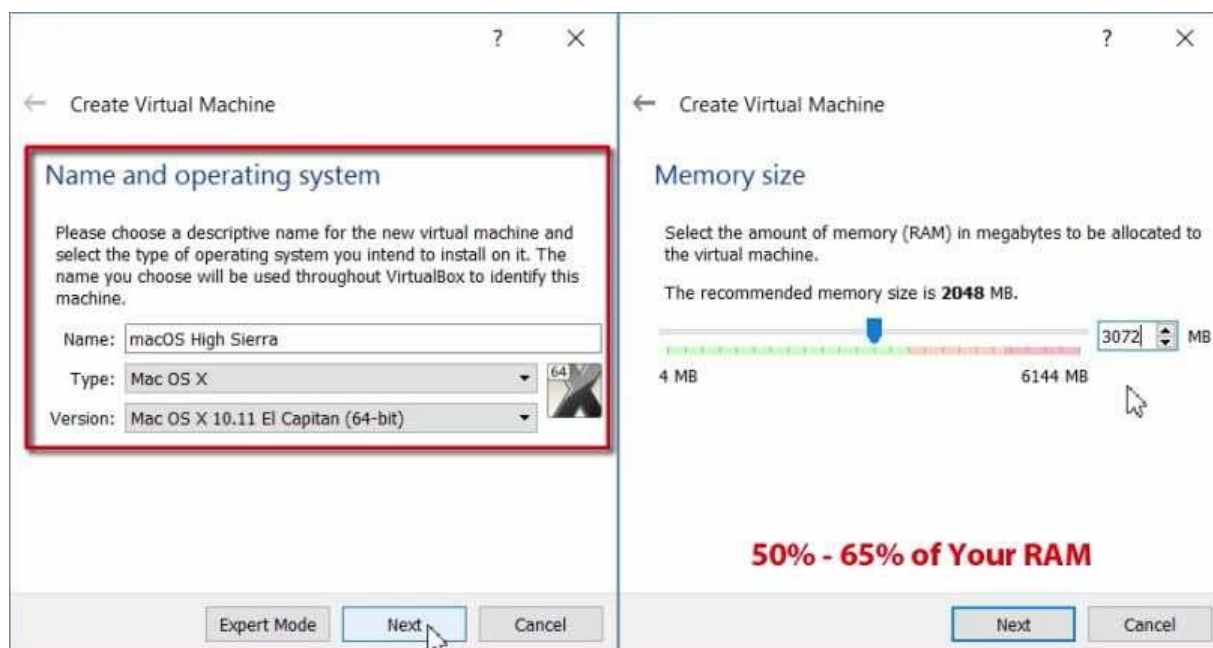 ? ×
← Create Virtual Machine
Name and operating system
Please choose a descriptive name for the new virtual machine and
select the type of operating system you intend to install on it. The
name you choose will be used throughout VirtualBox to identify this
machine.
Name: macOS High Sierra
Type: Mac OS X
64
Version: Mac OS X 10.11 El Capitan (64-bit)
Expert Mode Next Cancel
? ×
← Create Virtual Machine
Memory size
Select the amount of memory (RAM) in megabytes to be allocated to
the virtual machine.
The recommended memory size is 2048 MB.
3072 MB
4 MB 6144 MB
50% - 65% of Your RAM
Next Cancel